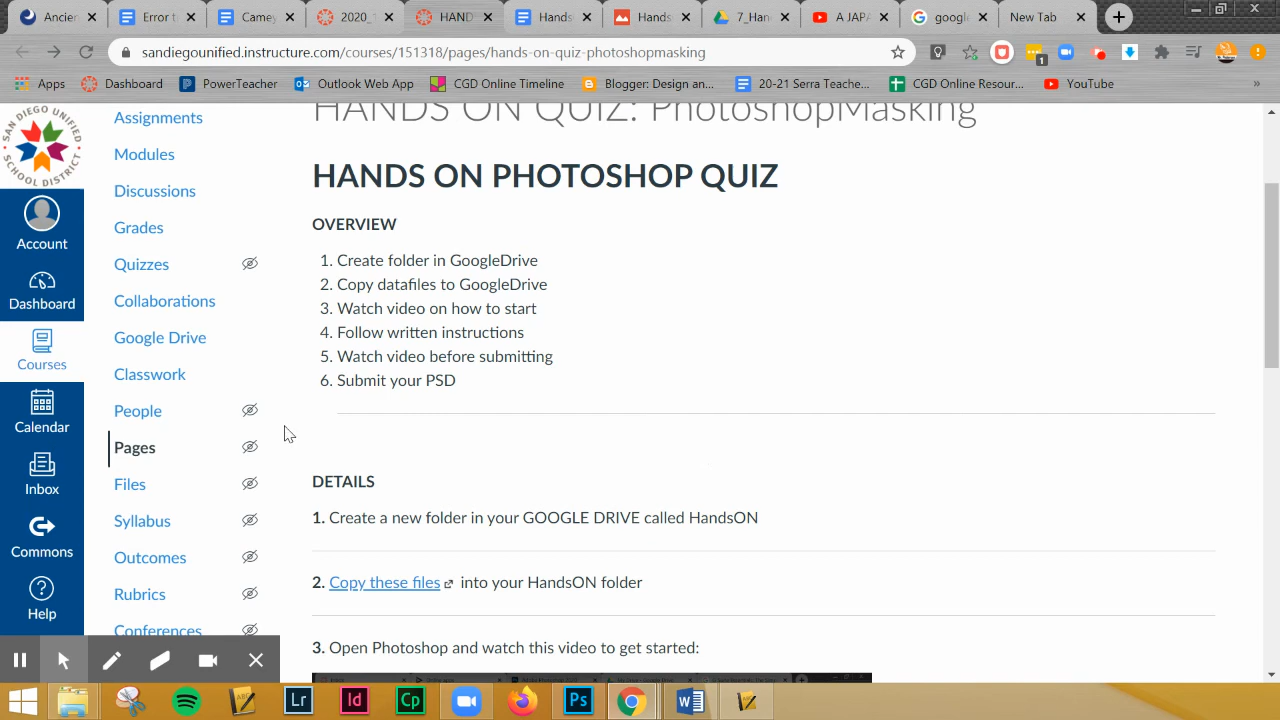 Ancien
Error t
Camey
2020_1
HAND
Hands
Hands
7_Han
A JAPA
googl
New Tab
sandiegounified.instructure.com/courses/151318/pages/hands-on-quiz-photoshopmasking
1
Apps
Dashboard
PowerTeacher
Outlook Web App
CGD Online Timeline
Blogger: Design an...
20-21 Serra Teache...
CGD Online Resour...
YouTube
»
SAN DIEGO UNIFIED
SCHOOL DISTRICT
Account
Dashboard
Courses
Calendar
Inbox
Commons
Help
Assignments
Modules
Discussions
Grades
Quizzes
Collaborations
Google Drive
Classwork
People
Pages
Files
Syllabus
Outcomes
Rubrics
Conferences
HANDS ON QUIZ: PhotoshopMasking
HANDS ON PHOTOSHOP QUIZ
OVERVIEW
1. Create folder in GoogleDrive
2. Copy datafiles to GoogleDrive
3. Watch video on how to start
4. Follow written instructions
5. Watch video before submitting
6. Submit your PSD
DETAILS
1. Create a new folder in your GOOGLE DRIVE called HandsON
2. Copy these files into your HandsON folder
3. Open Photoshop and watch this video to get started:
Lr
Id
Cp
Ps